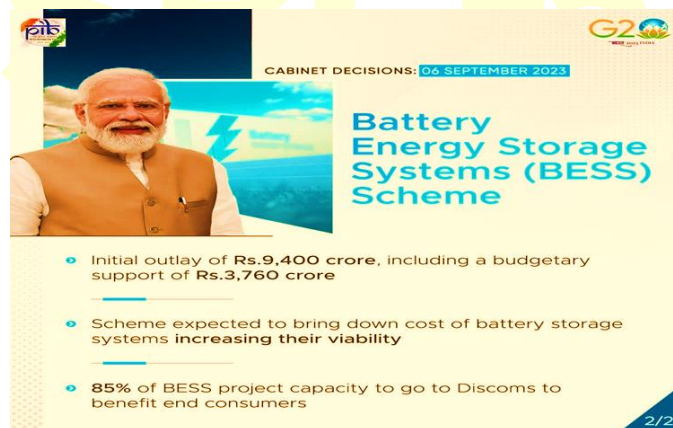 pib
G20
CABINET DECISIONS: 06 SEPTEMBER 2023
Battery
Energy Storage
Systems (BESS)
Scheme
Initial outlay of Rs.9,400 crore, including a budgetary
support of Rs.3,760 crore
Scheme expected to bring down cost of battery storage
systems increasing their viability
85% of BESS project capacity to go to Discoms to
benefit end consumers
2/2